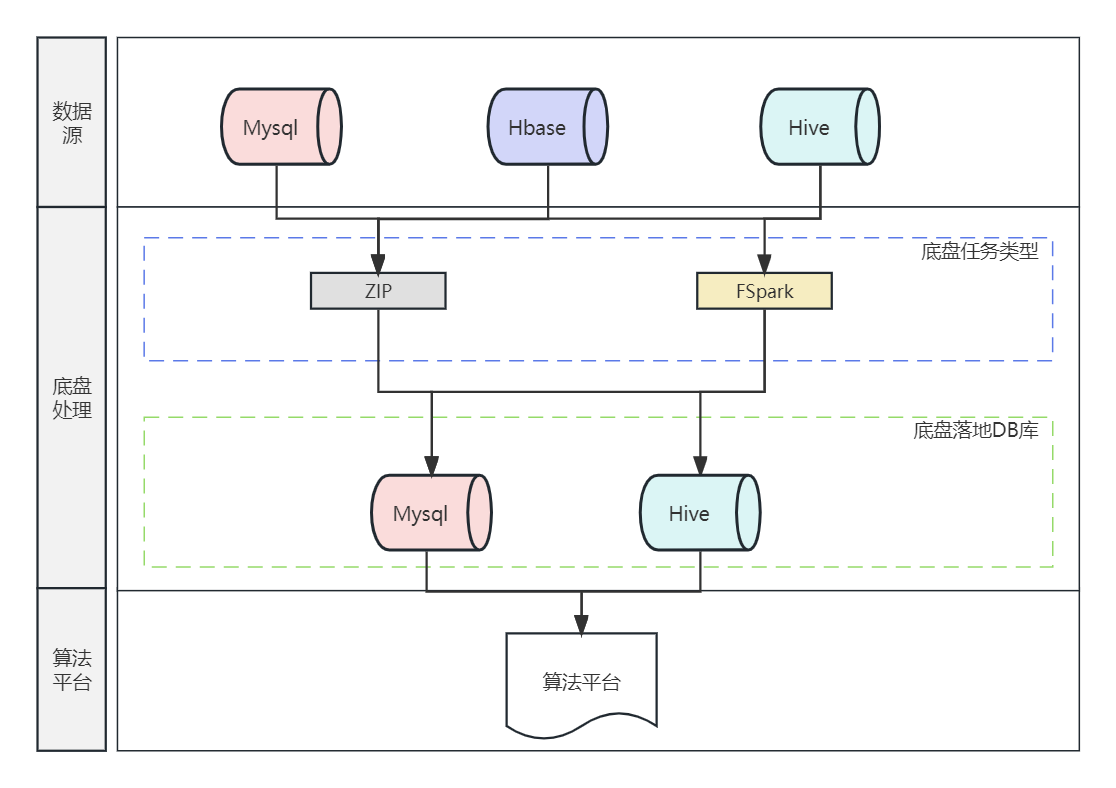 数据
源
Mysql
Hbase
Hive
底盘
处理
底盘任务类型
ZIP
FSpark
底盘落地DB库
Mysql
Hive
算法
平台
算法平台